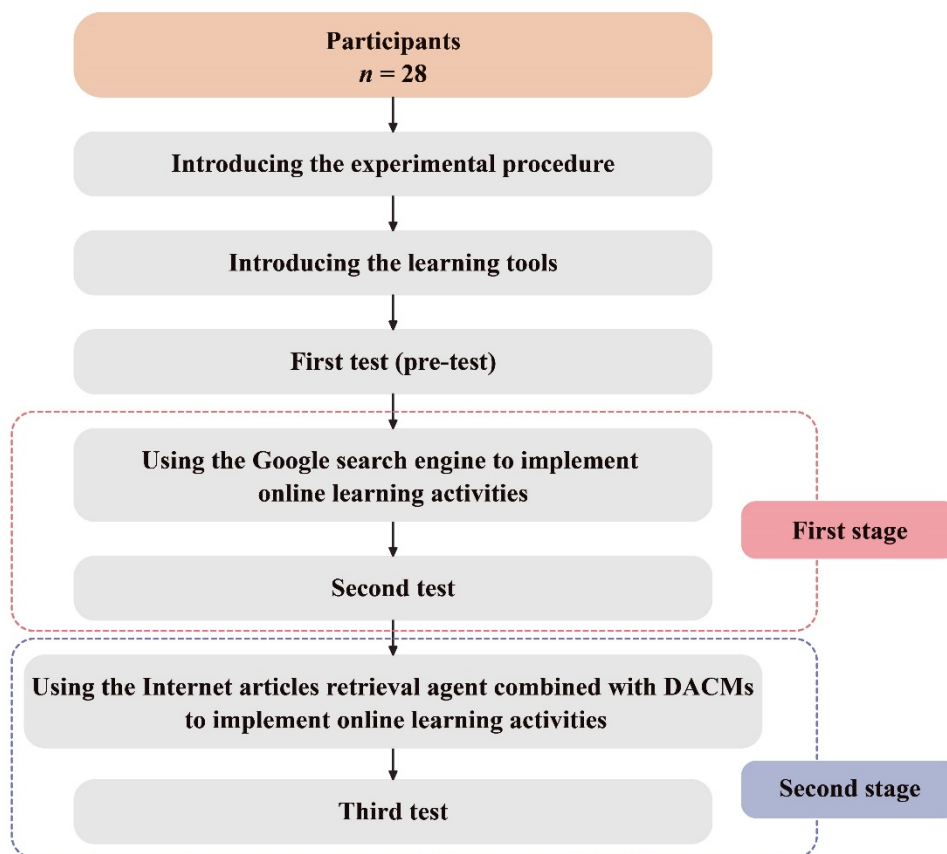 Participants
n = 28
Introducing the experimental procedure
Introducing the learning tools
First test (pre-test)
Using the Google search engine to implement
online learning activities
First stage
Second test
Using the Internet articles retrieval agent combined with DACMs
to implement online learning activities
Second stage
Third test